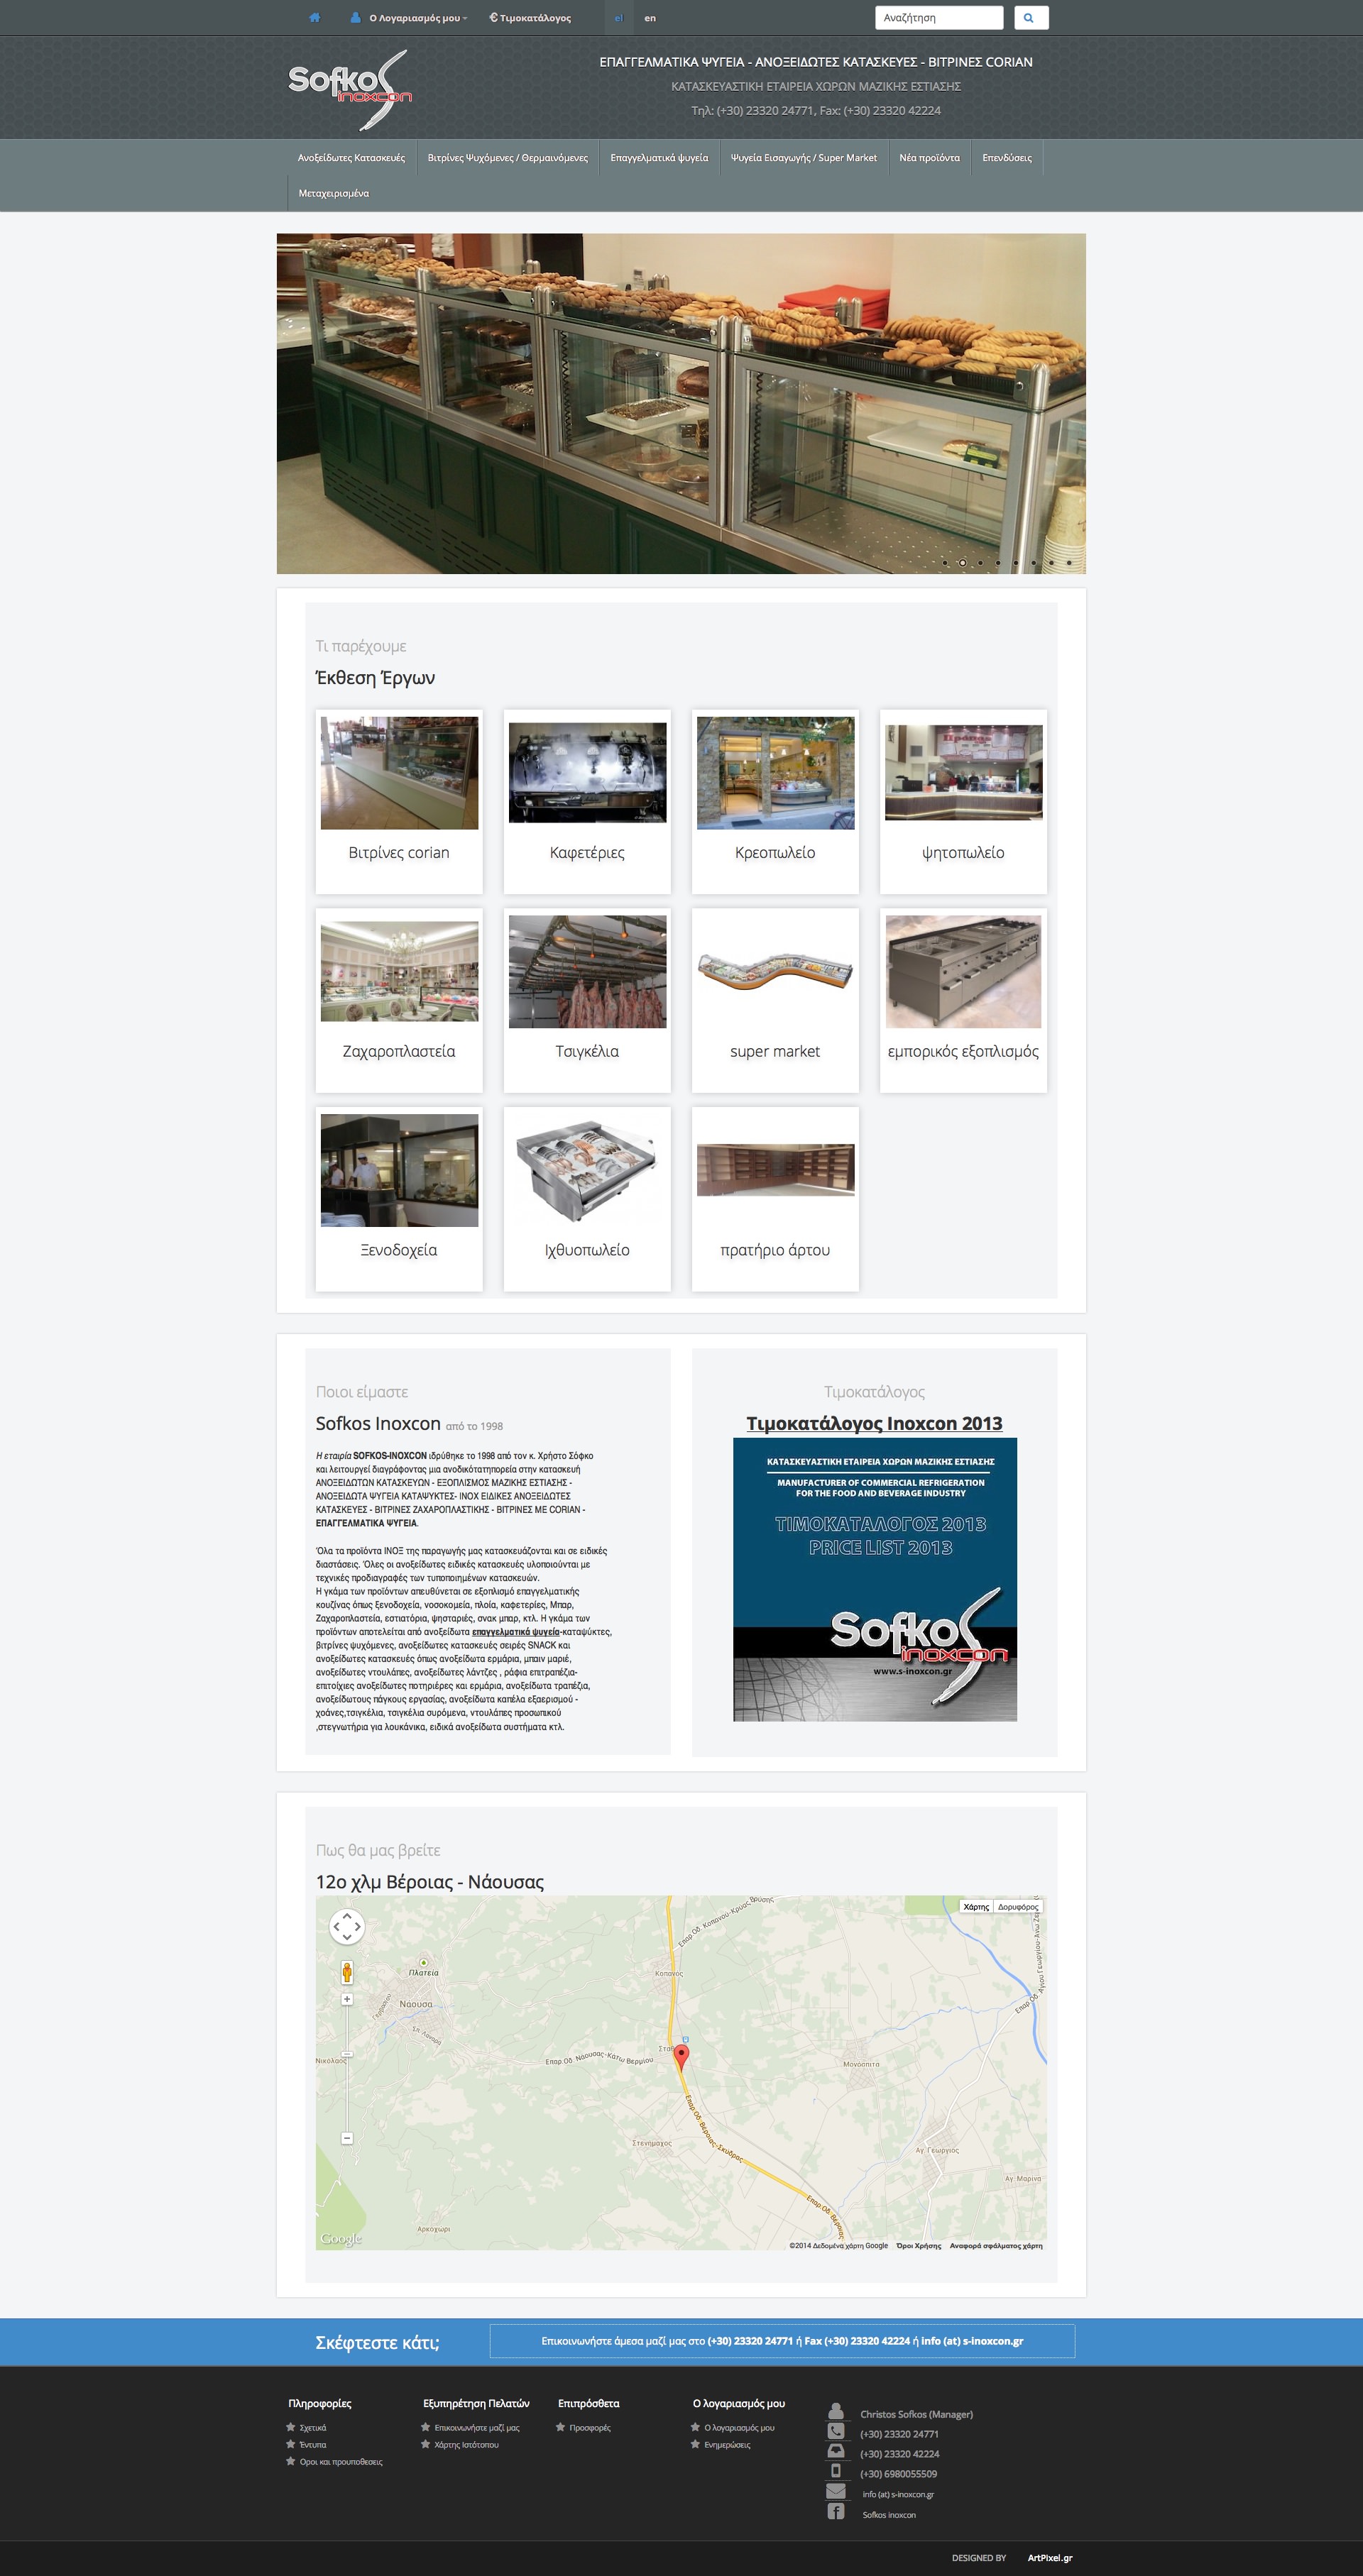 Ο Λογαριασμός μου
€ Τιμοκατάλογος
el
en
Αναζήτηση
Sofkos
inoxcon
ΕΠΑΓΓΕΛΜΑΤΙΚΑ ΨΥΓΕΙΑ - ΑΝΟΞΕΙΔΩΤΕΣ ΚΑΤΑΣΚΕΥΕΣ - ΒΙΤΡΙΝΕΣ CORIAN
ΚΑΤΑΣΚΕΥΑΣΤΙΚΗ ΕΤΑΙΡΕΙΑ ΧΩΡΩΝ ΜΑΖΙΚΗΣ ΕΣΤΙΑΣΗΣ
Τηλ: (+30) 23320 24771, Fax: (+30) 23320 42224
Ανοξείδωτες Κατασκευές
Βιτρίνες Ψυχόμενες / Θερμαινόμενες
Επαγγελματικά ψυγεία
Ψυγεία Εισαγωγής / Super Market
Νέα προϊόντα
Επενδύσεις
Μεταχειρισμένα
Τι παρέχουμε
Έκθεση Έργων
Βιτρίνες corian
Καφετέριες
Κρεοπωλείο
ψητοπωλείο
Ζαχαροπλαστεία
Τσιγκέλια
super market
εμπορικός εξοπλισμός
Ξενοδοχεία
Ιχθυοπωλείο
πρατήριο άρτου
Ποιοι είμαστε
Sofkos Inoxcon από το 1998
Η εταιρία SOFKOS-INOXCON ιδρύθηκε το 1998 από τον κ. Χρήστο Σόφκο
και λειτουργεί διαγράφοντας μια ανοδικότατηπορεία στην κατασκευή
ΑΝΟΞΕΙΔΩΤΩΝ ΚΑΤΑΣΚΕΥΩΝ - ΕΞΟΠΛΙΣΜΟΣ ΜΑΖΙΚΗΣ ΕΣΤΙΑΣΗΣ -
ΑΝΟΞΕΙΔΩΤΑ ΨΥΓΕΙΑ ΚΑΤΑΨΥΚΤΕΣ- INOX ΕΙΔΙΚΕΣ ΑΝΟΞΕΙΔΩΤΕΣ
ΚΑΤΑΣΚΕΥΕΣ - ΒΙΤΡΙΝΕΣ ΖΑΧΑΡΟΠΛΑΣΤΙΚΗΣ - ΒΙΤΡΙΝΕΣ ΜΕ CORIAN -
ΕΠΑΓΓΕΛΜΑΤΙΚΑ ΨΥΓΕΙΑ.
Όλα τα προϊόντα ΙΝΟΞ της παραγωγής μας κατασκευάζονται και σε ειδικές
διαστάσεις. Όλες οι ανοξείδωτες ειδικές κατασκευές υλοποιούνται με
τεχνικές προδιαγραφές των τυποποιημένων κατασκευών.
Η γκάμα των προϊόντων απευθύνεται σε εξοπλισμό επαγγελματικής
κουζίνας όπως ξενοδοχεία, νοσοκομεία, πλοία, καφετερίες, Μπαρ,
Ζαχαροπλαστεία, εστιατόρια, ψησταριές, σνακ μπαρ, κτλ. Η γκάμα των
προϊόντων αποτελείται από ανοξείδωτα επαγγελματικά ψυγεία-καταψύκτες,
βιτρίνες ψυχόμενες, ανοξείδωτες κατασκευές σειρές SNACK και
ανοξείδωτες κατασκευές όπως ανοξείδωτα ερμάρια, μπαιν μαριέ,
ανοξείδωτες ντουλάπες, ανοξείδωτες λάντζες , ράφια επιτραπέζια-
επιτοίχιες ανοξείδωτες ποτηριέρες και ερμάρια, ανοξείδωτα τραπέζια,
ανοξείδωτους πάγκους εργασίας, ανοξείδωτα καπέλα εξαερισμού -
χοάνες,τσιγκέλια, τσιγκέλια συρόμενα, ντουλάπες προσωπικού
,στεγνωτήρια για λουκάνικα, ειδικά ανοξείδωτα συστήματα κτλ.
Τιμοκατάλογος
Τιμοκατάλογος Inoxcon 2013
ΚΑΤΑΣΚΕΥΑΣΤΙΚΗ ΕΤΑΙΡΕΙΑ ΧΩΡΩΝ ΜΑΖΙΚΗΣ ΕΣΤΙΑΣΗΣ
MANUFACTURER OF COMMERCIAL REFRIGERATION
FOR THE FOOD AND BEVERAGE INDUSTRY
ΤΙΜΟΚΑΤΑΛΟΓΟΣ 2013
PRICE LIST 2013
Sofkos
inoxcon
www.s-inoxcon.gr
Πως θα μας βρείτε
12ο χλμ Βέροιας - Νάουσας
Χάρτης
Δορυφόρος
Επαρ Οδ. Κοπανού-Κρυας Βρύσης
Πλατεία
Κοπανός
Νάουσα
Σπ. Λαναρα
Νικόλαος
Επαρ.Οδ. Νάουσας-Κάτω Βερμίου
Σταθ
Μονόσπιτα
Επαρ.Οδ. Βέροιας-Σκύδρας
Στενήμαχος
Αγ. Γεώργιος
Αγ. Μαρίνα
Επαρ.Οδ. Βέροιας
Αρκοχωρι
Google
©2014 Δεδομένα χάρτη Google
Όροι Χρήσης
Αναφορά σφάλματος χάρτη
Σκέφτεστε κάτι;
Επικοινωνήστε άμεσα μαζί μας στο (+30) 23320 24771 ή Fax (+30) 23320 42224 ή info (at) s-inoxcon.gr
Πληροφορίες
Σχετικά
Έντυπα
Οροι και προυποθεσεις
Εξυπηρέτηση Πελατών
Επικοινωνήστε μαζί μας
Χάρτης Ιστότοπου
Επιπρόσθετα
Προσφορές
Ο λογαριασμός μου
Ο λογαριασμός μου
Ενημερώσεις
Christos Sofkos (Manager)
(+30) 23320 24771
(+30) 23320 42224
(+30) 6980055509
info (at) s-inoxcon.gr
Sofkos inoxcon
DESIGNED BY ArtPixel.gr